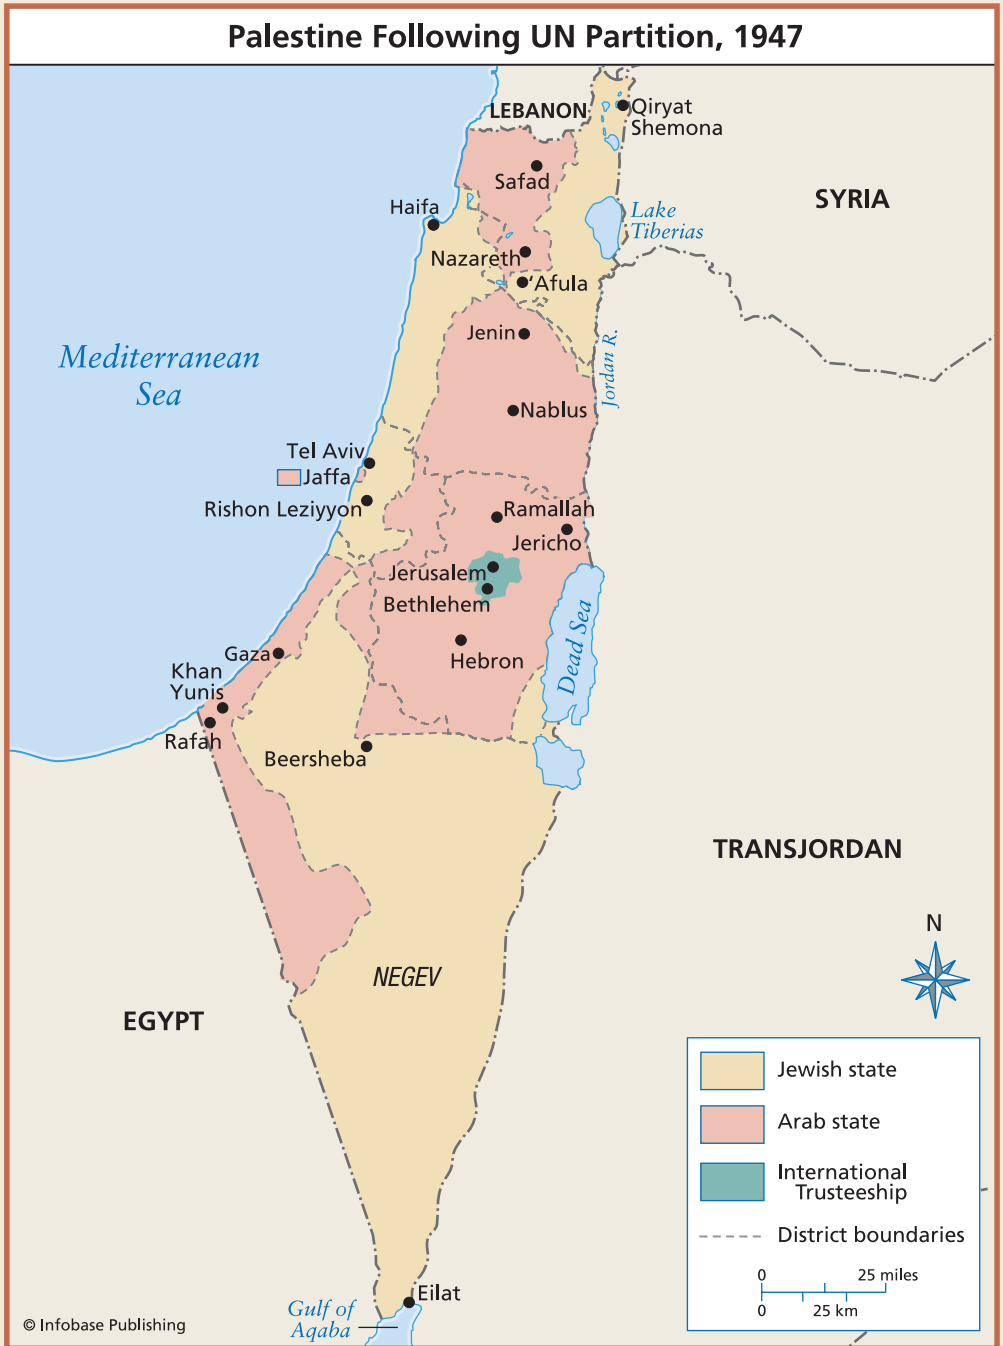 Palestine Following UN Partition, 1947
LEBANON
Qiryat
Shemona
Safad
SYRIA
Haifa
Lake
Tiberias
Nazareth
'Afula
Jenin
Mediterranean
Sea
Jordan R.
Nablus
Tel Aviv
Jaffa
Rishon Leziyyon
Ramallah
Jericho
Jerusalem
Bethlehem
Dead Sea
Gaza
Hebron
Khan
Yunis
Rafah
Beersheba
TRANSJORDAN
N
NEGEV
EGYPT
Jewish state
Arab state
International
Trusteeship
District boundaries
0 25 miles
0 25 km
Eilat
Gulf of
Aqaba
© Infobase Publishing